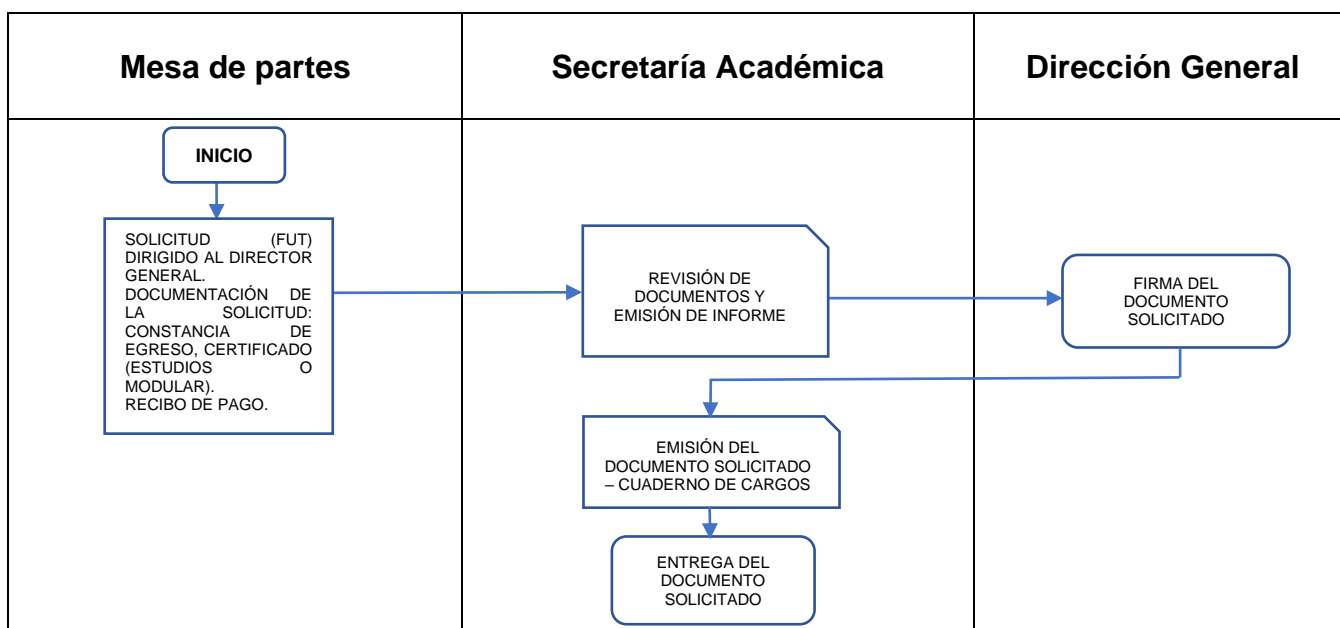 Mesa de partes
Secretaría Académica
Dirección General
INICIO
SOLICITUD (FUT)
DIRIGIDO AL DIRECTOR
GENERAL.
DOCUMENTACIÓN DE
LA SOLICITUD:
CONSTANCIA DE
EGRESO, CERTIFICADO
(ESTUDIOS O
MODULAR).
RECIBO DE PAGO.
REVISIÓN DE
DOCUMENTOS Y
EMISIÓN DE INFORME
FIRMA DEL
DOCUMENTO
SOLICITADO
EMISIÓN DEL
DOCUMENTO SOLICITADO
– CUADERNO DE CARGOS
ENTREGA DEL
DOCUMENTO
SOLICITADO